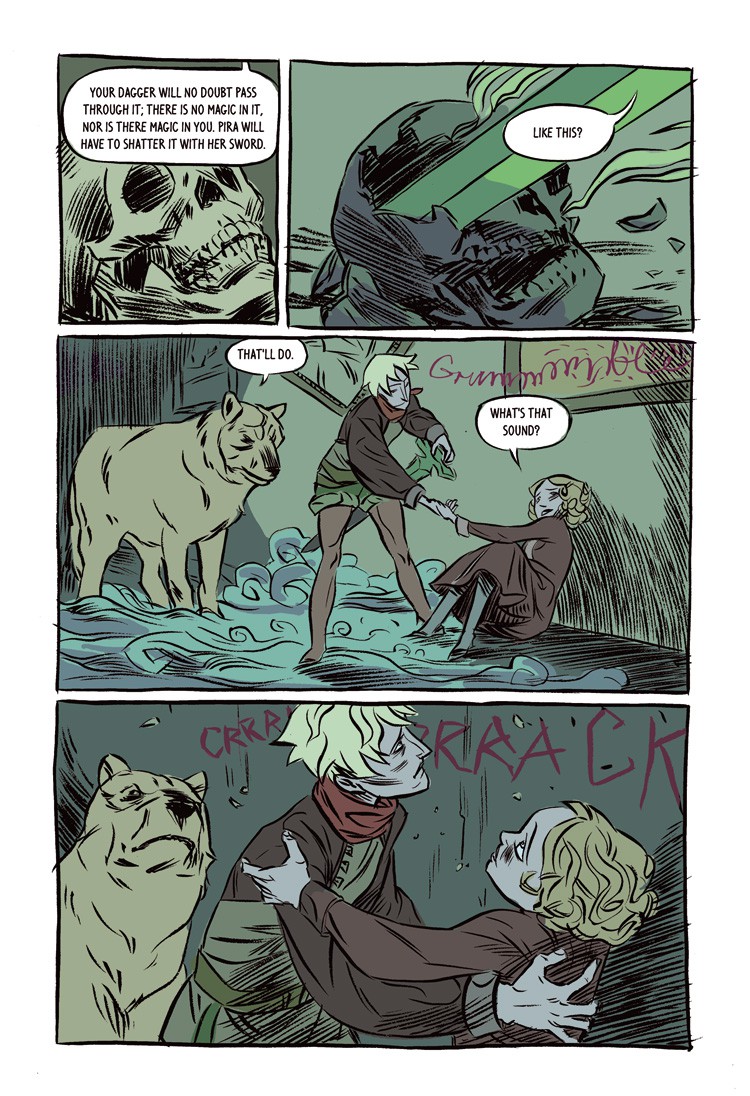 YOUR DAGGER WILL NO DOUBT PASS
THROUGH IT; THERE IS NO MAGIC IN IT,
NOR IS THERE MAGIC IN YOU. PIRA WILL
HAVE TO SHATTER IT WITH HER SWORD.
LIKE THIS?
THAT'LL DO.
WHAT'S THAT
SOUND?